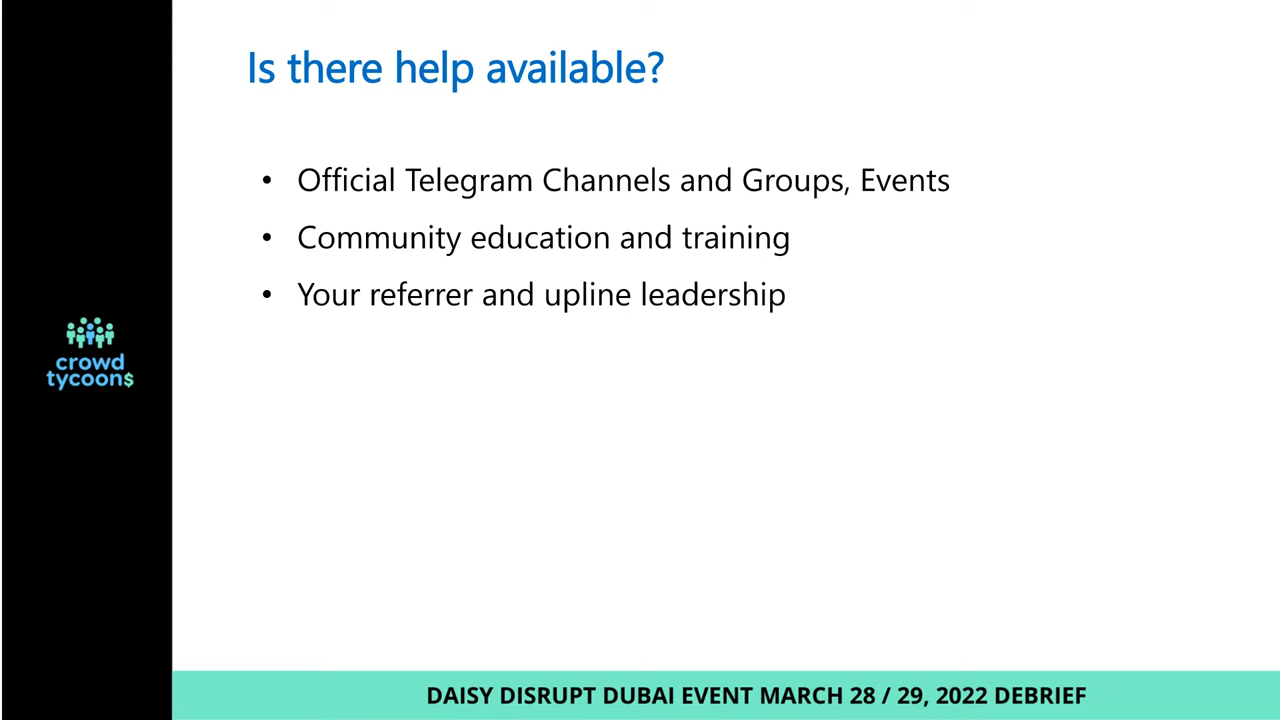 Is there help available?
• Official Telegram Channels and Groups, Events
• Community education and training
• Your referrer and upline leadership
crowd
tycoon$
DAISY DISRUPT DUBAI EVENT MARCH 28 / 29, 2022 DEBRIEF